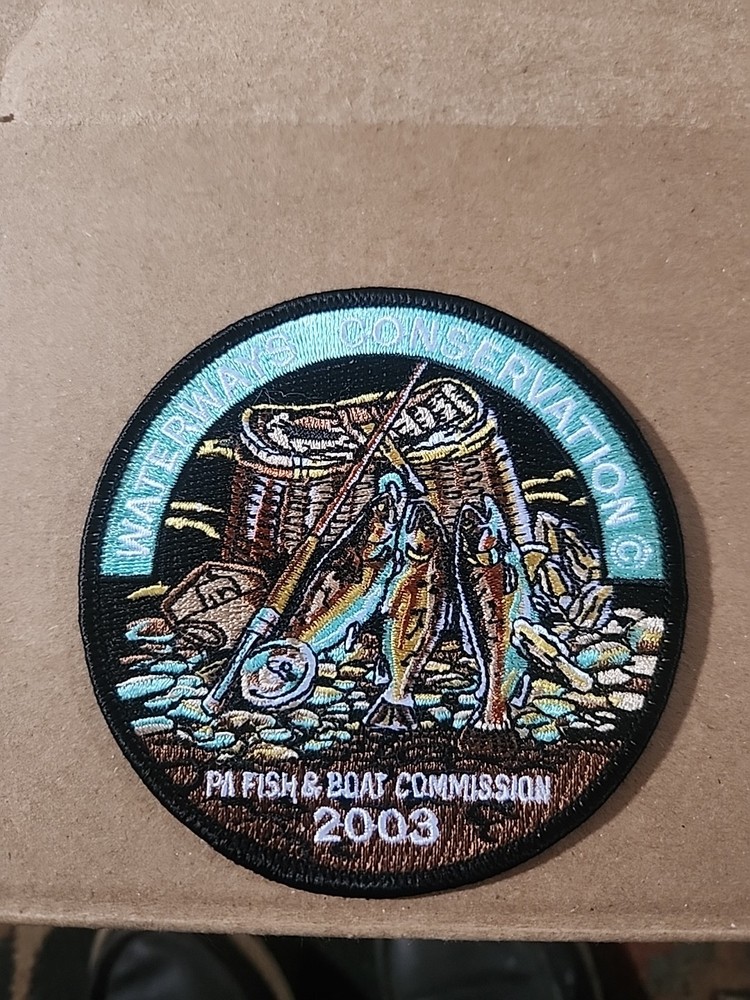 WATERWAYS CONSERVATION ©
PA FISH & BOAT COMMISSION
2003